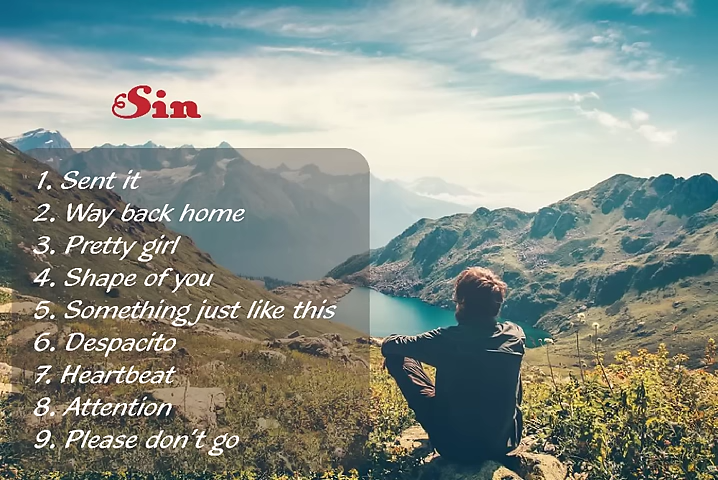 Sin
1. Sent it
2. Way back home
3. Pretty girl
4. Shape of you
5. Something just like this
6. Despacito
7. Heartbeat
8. Attention
9. Please don't go